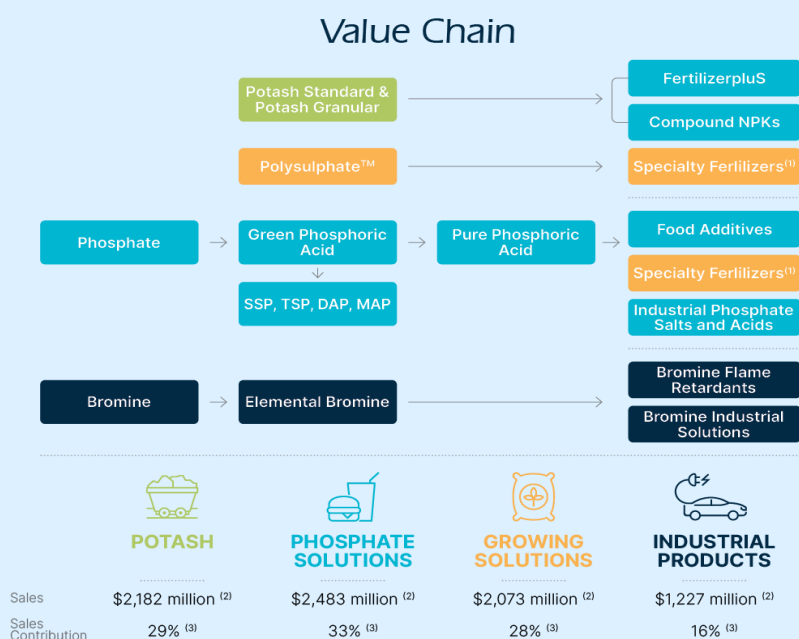 Value Chain
Potash Standard &
Potash Granular
FertilizerpluS
Compound NPKs
Polysulphate™
Specialty Ferlilizers⁽¹⁾
Phosphate
Green Phosphoric
Acid
Pure Phosphoric
Acid
Food Additives
SSP, TSP, DAP, MAP
Specialty Ferlilizers⁽¹⁾
Industrial Phosphate
Salts and Acids
Bromine
Elemental Bromine
Bromine Flame
Retardants
Bromine Industrial
Solutions
POTASH
PHOSPHATE
SOLUTIONS
GROWING
SOLUTIONS
INDUSTRIAL
PRODUCTS
Sales
$2,182 million ⁽²⁾
$2,483 million ⁽²⁾
$2,073 million ⁽²⁾
$1,227 million ⁽²⁾
Sales
Contribution
29% ⁽³⁾
33% ⁽³⁾
28% ⁽³⁾
16% ⁽³⁾